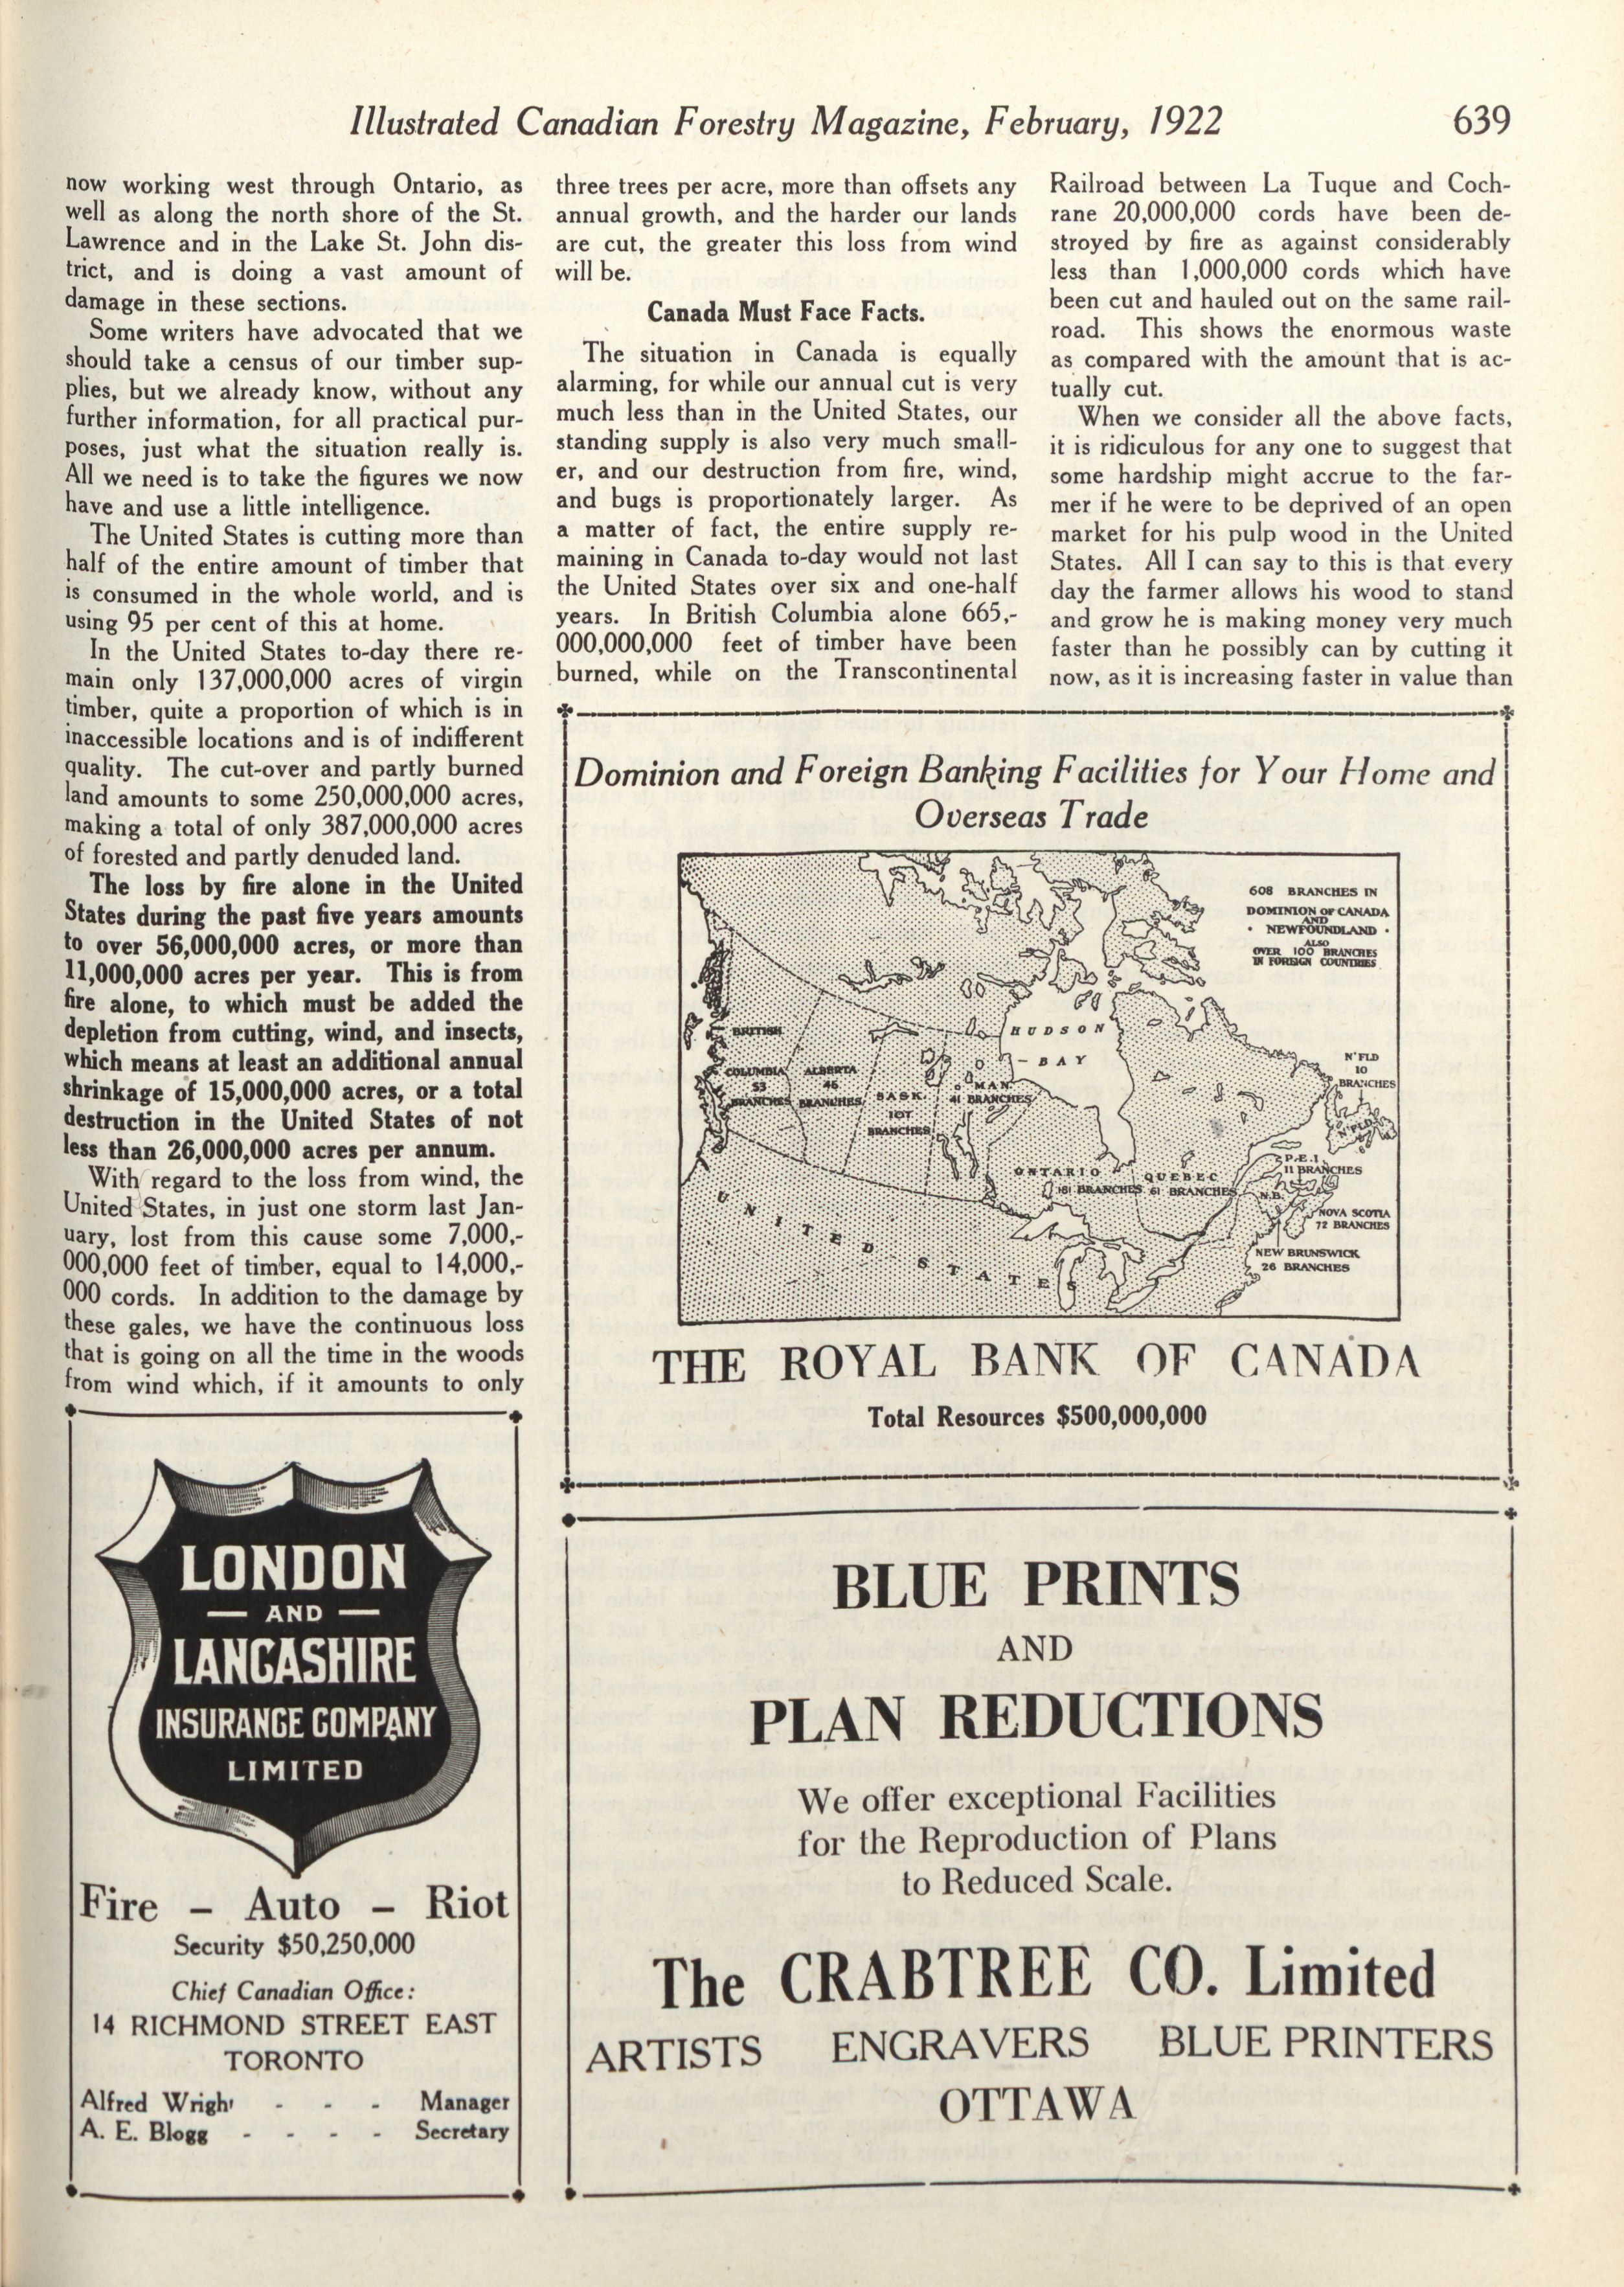 Illustrated Canadian Forestry Magazine, February, 1922 639
now working west through Ontario, as
well as along the north shore of the St.
Lawrence and in the Lake St. John dis-
trict, and is doing a vast amount of
damage in these sections.
Some writers have advocated that we
should take a census of our timber sup-
plies, but we already know, without any
further information, for all practical pur-
poses, just what the situation really is.
All we need is to take the figures we now
have and use a little intelligence.
The United States is cutting more than
half of the entire amount of timber that
is consumed in the whole world, and is
using 95 per cent of this at home.
In the United States to-day there re-
main only 137,000,000 acres of virgin
timber, quite a proportion of which is in
inaccessible locations and is of indifferent
quality. The cut-over and partly burned
land amounts to some 250,000,000 acres,
making a total of only 387,000,000 acres
of forested and partly denuded land.
The loss by fire alone in the United
States during the past five years amounts
to over 56,000,000 acres, or more than
11,000,000 acres per year. This is from
fire alone, to which must be added the
depletion from cutting, wind, and insects,
which means at least an additional annual
shrinkage of 15,000,000 acres, or a total
destruction in the United States of not
less than 26,000,000 acres per annum.
With regard to the loss from wind, the
United States, in just one storm last Jan-
uary, lost from this cause some 7,000,-
000,000 feet of timber, equal to 14,000,-
000 cords. In addition to the damage by
these gales, we have the continuous loss
that is going on all the time in the woods
from wind which, if it amounts to only
three trees per acre, more than offsets any
annual growth, and the harder our lands
are cut, the greater this loss from wind
will be.
Canada Must Face Facts.
The situation in Canada is equally
alarming, for while our annual cut is very
much less than in the United States, our
standing supply is also very much small-
er, and our destruction from fire, wind,
and bugs is proportionately larger. As
a matter of fact, the entire supply re-
maining in Canada to-day would not last
the United States over six and one-half
years. In British Columbia alone 665,-
000,000,000 feet of timber have been
burned, while on the Transcontinental
Railroad between La Tuque and Coch-
rane 20,000,000 cords have been de-
stroyed by fire as against considerably
less than 1,000,000 cords which have
been cut and hauled out on the same rail-
road. This shows the enormous waste
as compared with the amount that is ac-
tually cut.
When we consider all the above facts,
it is ridiculous for any one to suggest that
some hardship might accrue to the far-
mer if he were to be deprived of an open
market for his pulp wood in the United
States. All I can say to this is that every
day the farmer allows his wood to stand
and grow he is making money very much
faster than he possibly can by cutting it
now, as it is increasing faster in value than
Dominion and Foreign Banking Facilities for Your Home and
Overseas Trade
608 BRANCHES IN
DOMINION OF CANADA
AND
• NEWFOUNDLAND •
ALSO
OVER 100 BRANCHES
IN FOREIGN COUNTRIES
HUDSON
- BAY
BRITISH
COLUMBIA
53
BRANCHES
ALBERTA
46
BRANCHES
SASK.
107
BRANCHES
MAN.
41 BRANCHES
ONTARIO
181 BRANCHES
QUEBEC
61 BRANCHES
N'FLD
10
BRANCHES
N'FLD
P.E.I.
11 BRANCHES
N.B.
NOVA SCOTIA
72 BRANCHES
NEW BRUNSWICK
26 BRANCHES
UNITED STATES
THE ROYAL BANK OF CANADA
Total Resources $500,000,000
LONDON
— AND —
LANCASHIRE
INSURANCE COMPANY
LIMITED
Fire – Auto – Riot
Security $50,250,000
Chief Canadian Office:
14 RICHMOND STREET EAST
TORONTO
Alfred Wright - - - Manager
A. E. Blogg - - - - Secretary
BLUE PRINTS
AND
PLAN REDUCTIONS
We offer exceptional Facilities
for the Reproduction of Plans
to Reduced Scale.
The CRABTREE CO. Limited
ARTISTS ENGRAVERS BLUE PRINTERS
OTTAWA